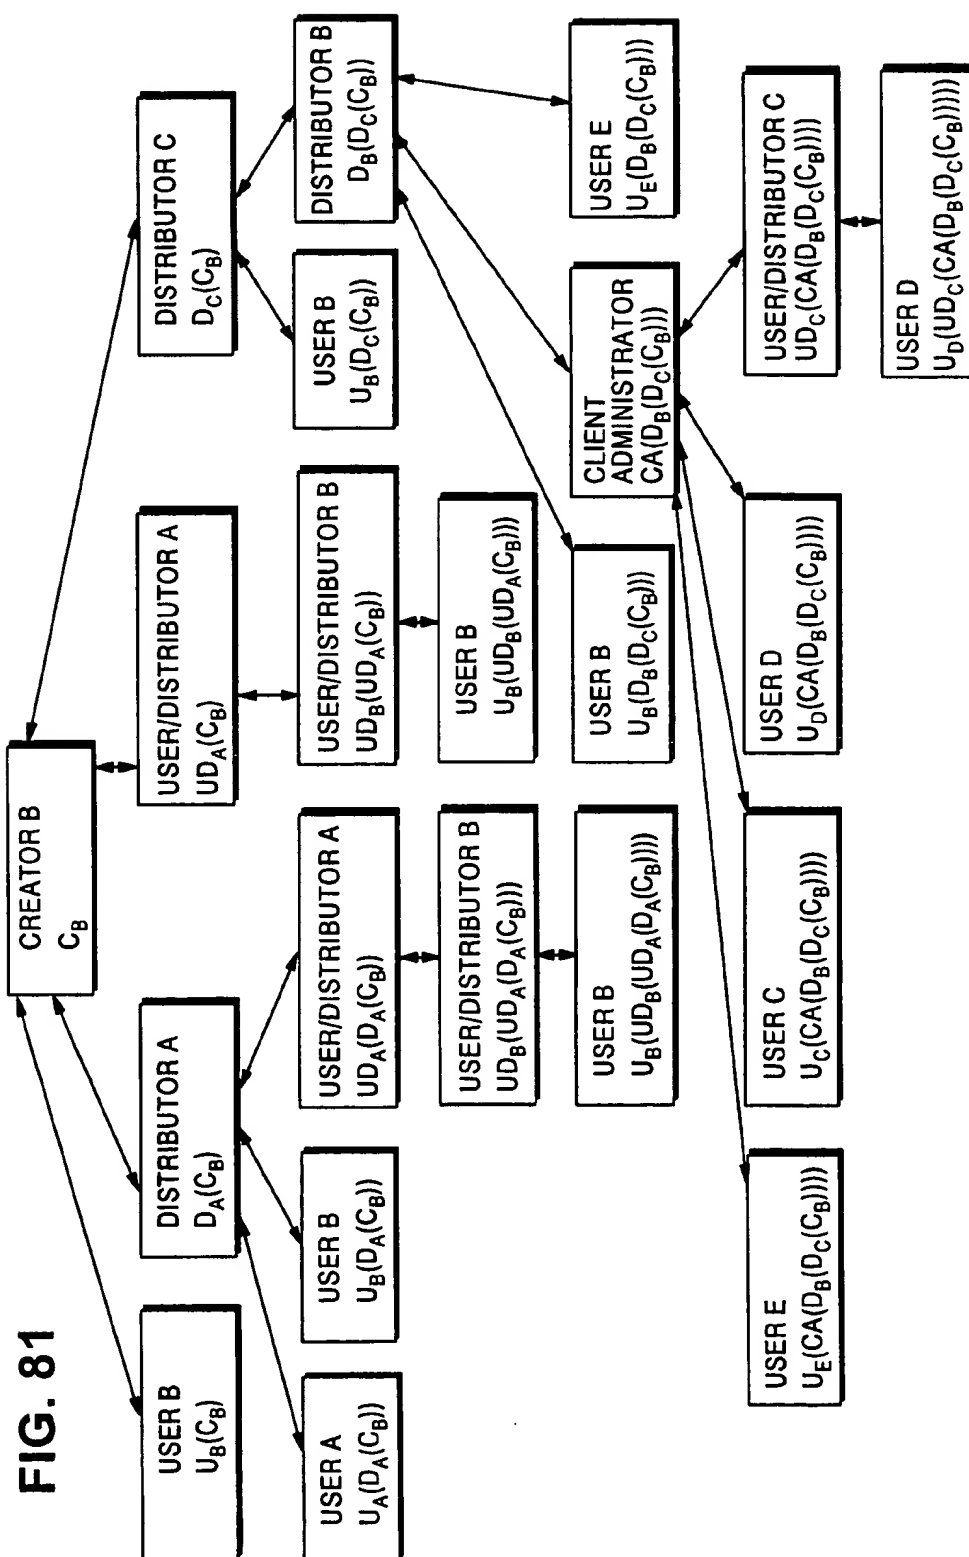 FIG. 81
CREATOR B
C_B
USER B
U_B(C_B)
DISTRIBUTOR A
D_A(C_B)
USER/DISTRIBUTOR A
UD_A(C_B)
DISTRIBUTOR C
D_C(C_B)
USER A
U_A(D_A(C_B))
USER B
U_B(D_A(C_B))
USER/DISTRIBUTOR A
UD_A(D_A(C_B))
USER/DISTRIBUTOR B
UD_B(UD_A(C_B))
USER B
U_B(D_C(C_B))
DISTRIBUTOR B
D_B(D_C(C_B))
USER/DISTRIBUTOR B
UD_B(UD_A(D_A(C_B)))
USER B
U_B(UD_B(UD_A(C_B)))
USER B
U_B(UD_B(UD_A(D_A(C_B))))
USER B
U_B(D_B(D_C(C_B)))
CLIENT
ADMINISTRATOR
CA(D_B(D_C(C_B)))
USER E
U_E(D_B(D_C(C_B)))
USER E
U_E(CA(D_B(D_C(C_B))))
USER C
U_C(CA(D_B(D_C(C_B))))
USER D
U_D(CA(D_B(D_C(C_B))))
USER/DISTRIBUTOR C
UD_C(CA(D_B(D_C(C_B))))
USER D
U_D(UD_C(CA(D_B(D_C(C_B)))))